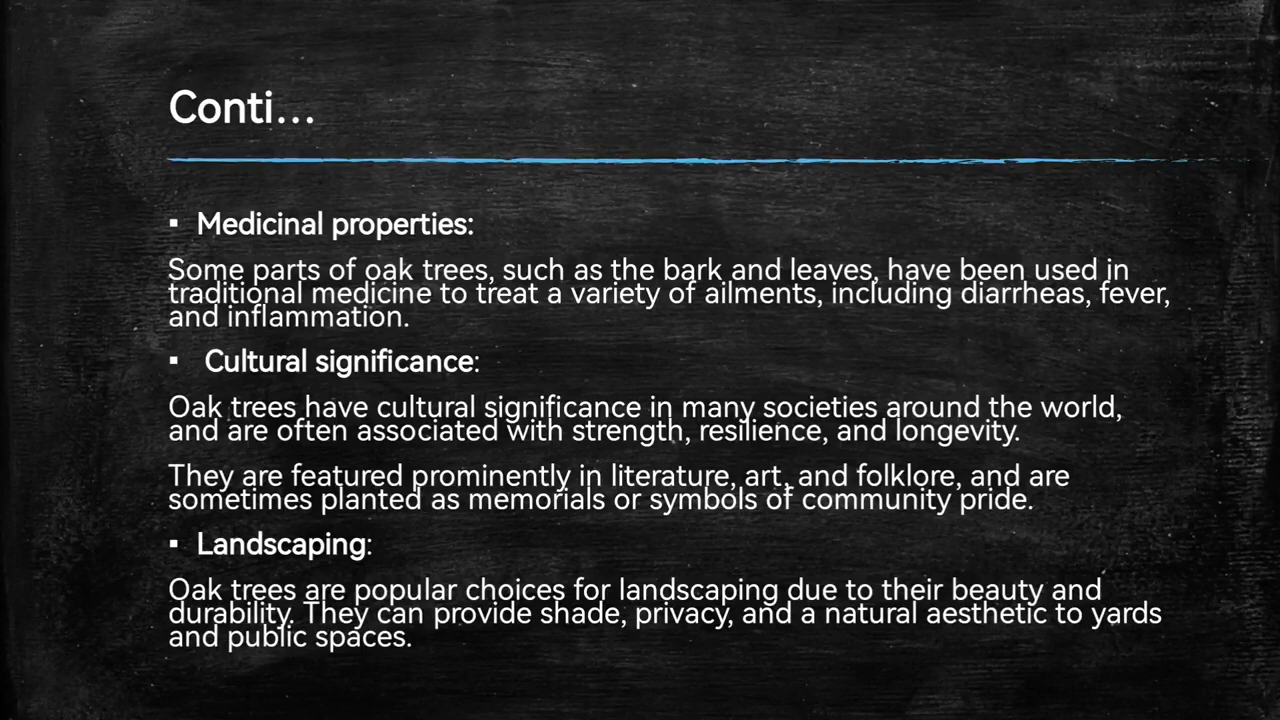 Conti…
▪ Medicinal properties:
Some parts of oak trees, such as the bark and leaves, have been used in
traditional medicine to treat a variety of ailments, including diarrheas, fever,
and inflammation.
▪ Cultural significance:
Oak trees have cultural significance in many societies around the world,
and are often associated with strength, resilience, and longevity.
They are featured prominently in literature, art, and folklore, and are
sometimes planted as memorials or symbols of community pride.
▪ Landscaping:
Oak trees are popular choices for landscaping due to their beauty and
durability. They can provide shade, privacy, and a natural aesthetic to yards
and public spaces.